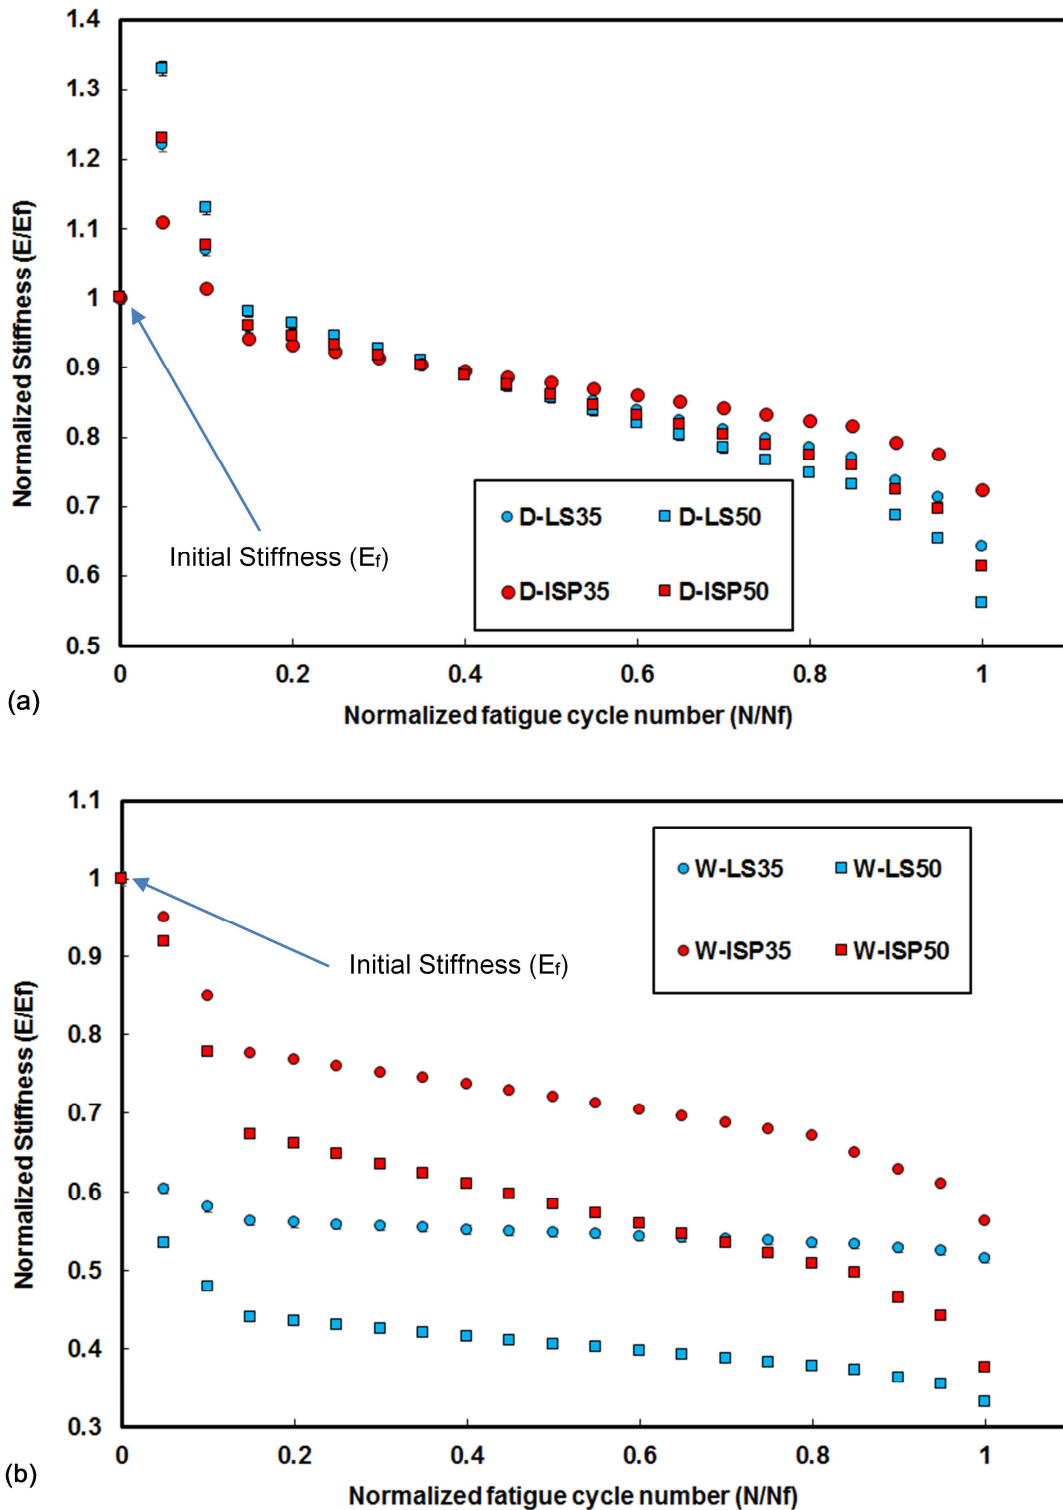 1.4
1.3
1.2
1.1
1
0.9
0.8
0.7
0.6
0.5
Normalized Stiffness (E/Ef)
Initial Stiffness (Ef)
D-LS35 D-LS50
D-ISP35 D-ISP50
0 0.2 0.4 0.6 0.8 1
(a)
Normalized fatigue cycle number (N/Nf)
1.1
1
0.9
0.8
0.7
0.6
0.5
0.4
0.3
Normalized Stiffness (E/Ef)
W-LS35 W-LS50
W-ISP35 W-ISP50
Initial Stiffness (Ef)
0 0.2 0.4 0.6 0.8 1
(b)
Normalized fatigue cycle number (N/Nf)